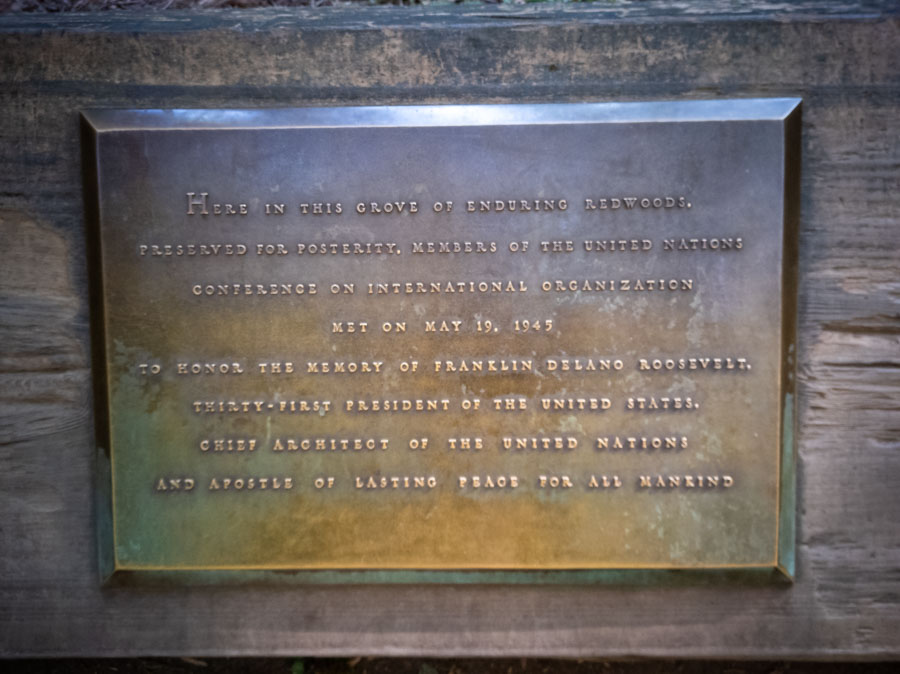 HERE IN THIS GROVE OF ENDURING REDWOODS,
PRESERVED FOR POSTERITY, MEMBERS OF THE UNITED NATIONS
CONFERENCE ON INTERNATIONAL ORGANIZATION
MET ON MAY 19, 1945
TO HONOR THE MEMORY OF FRANKLIN DELANO ROOSEVELT,
THIRTY-FIRST PRESIDENT OF THE UNITED STATES,
CHIEF ARCHITECT OF THE UNITED NATIONS
AND APOSTLE OF LASTING PEACE FOR ALL MANKIND